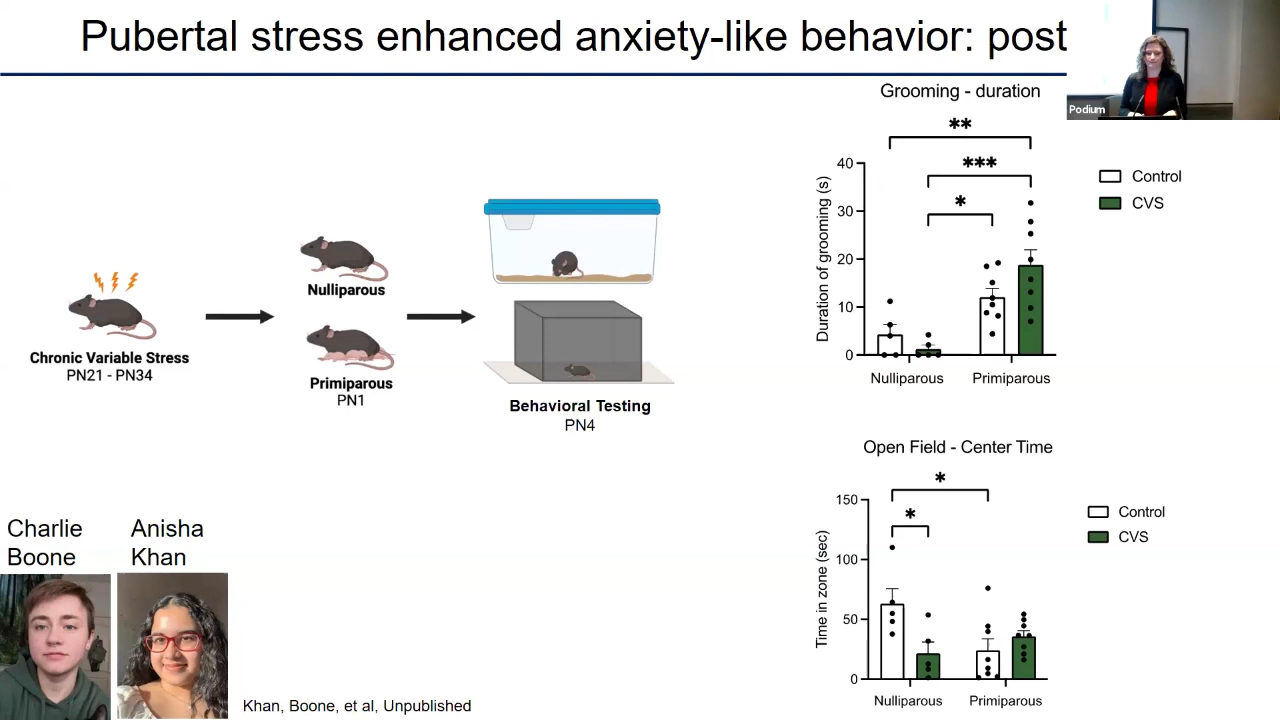 Pubertal stress enhanced anxiety-like behavior: post
Podium
Chronic Variable Stress
PN21 - PN34
Nulliparous
Primiparous
PN1
Behavioral Testing
PN4
Grooming - duration
**
***
*
Duration of grooming (s)
40
30
20
10
0
Nulliparous
Primiparous
Control
CVS
Open Field - Center Time
*
*
Time in zone (sec)
150
100
50
0
Nulliparous
Primiparous
Control
CVS
Charlie
Boone
Anisha
Khan
Khan, Boone, et al, Unpublished